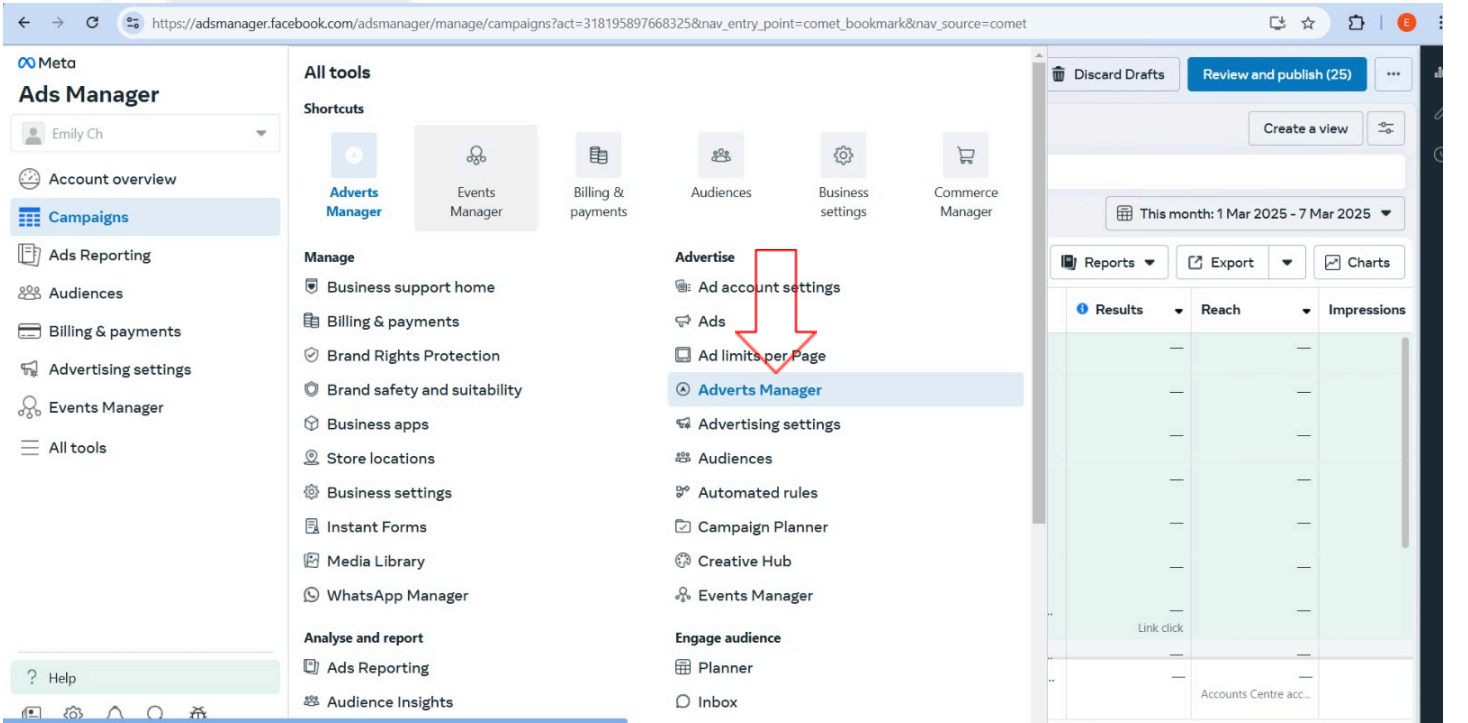 https://adsmanager.facebook.com/adsmanager/manage/campaigns?act=318195897668325&nav_entry_point=comet_bookmark&nav_source=comet
E
Meta
Ads Manager
Emily Ch
Account overview
Campaigns
Ads Reporting
Audiences
Billing & payments
Advertising settings
Events Manager
All tools
Help
All tools
Shortcuts
Adverts
Manager
Events
Manager
Billing &
payments
Audiences
Business
settings
Commerce
Manager
Manage
Business support home
Billing & payments
Brand Rights Protection
Brand safety and suitability
Business apps
Store locations
Business settings
Instant Forms
Media Library
WhatsApp Manager
Analyse and report
Ads Reporting
Audience Insights
Advertise
Ad account settings
Ads
Ad limits per Page
Adverts Manager
Advertising settings
Audiences
Automated rules
Campaign Planner
Creative Hub
Events Manager
Engage audience
Planner
Inbox
Discard Drafts
Review and publish (25)
Create a view
This month: 1 Mar 2025 - 7 Mar 2025
Reports
Export
Charts
Results
Reach
Impressions
— —
— —
— —
— —
— —
— —
... — —
Link click
— —
... — —
Accounts Centre acc...